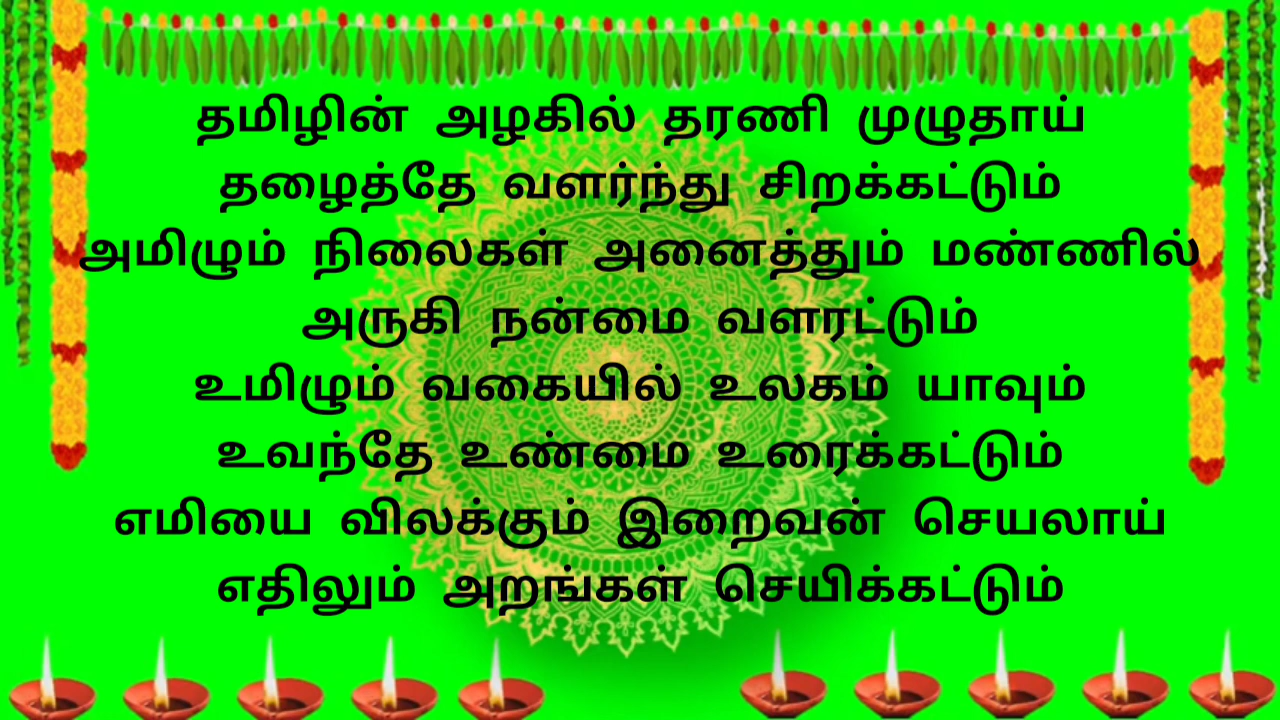 தமிழின் அழகில் தரணி முழுதாய்
தழைத்தே வளர்ந்து சிறக்கட்டும்
அமிழும் நிலைகள் அனைத்தும் மண்ணில்
அருகி நன்மை வளரட்டும்
உமிழும் வகையில் உலகம் யாவும்
உவந்தே உண்மை உரைக்கட்டும்
எமியை விலக்கும் இறைவன் செயலாய்
எதிலும் அறங்கள் செயிக்கட்டும்